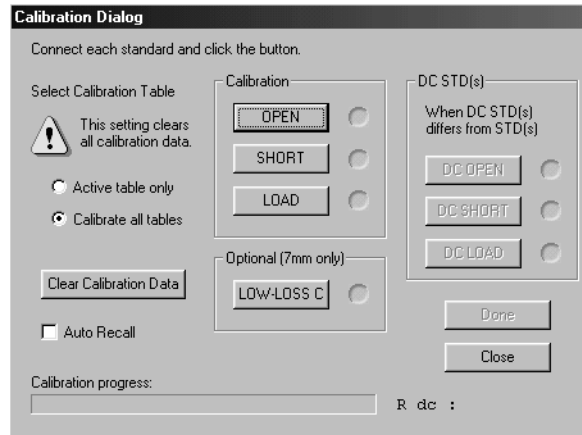 Calibration Dialog
Connect each standard and click the button.
Select Calibration Table
This setting clears
all calibration data.
Active table only
Calibrate all tables
Clear Calibration Data
Auto Recall
Calibration
OPEN
SHORT
LOAD
Optional (7mm only)
LOW-LOSS C
DC STD(s)
When DC STD(s)
differs from STD(s)
DC OPEN
DC SHORT
DC LOAD
Done
Close
Calibration progress:
R dc :